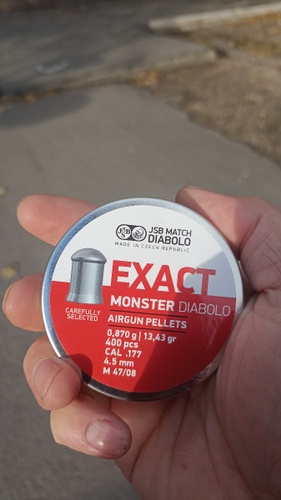 JSB
JSB MATCH
DIABOLO
MADE IN CZECH REPUBLIC
EXACT
MONSTER DIABOLO
CAREFULLY
SELECTED
AIRGUN PELLETS
0,870 g | 13,43 gr
400 pcs
CAL .177
4.5 mm
M 47/08